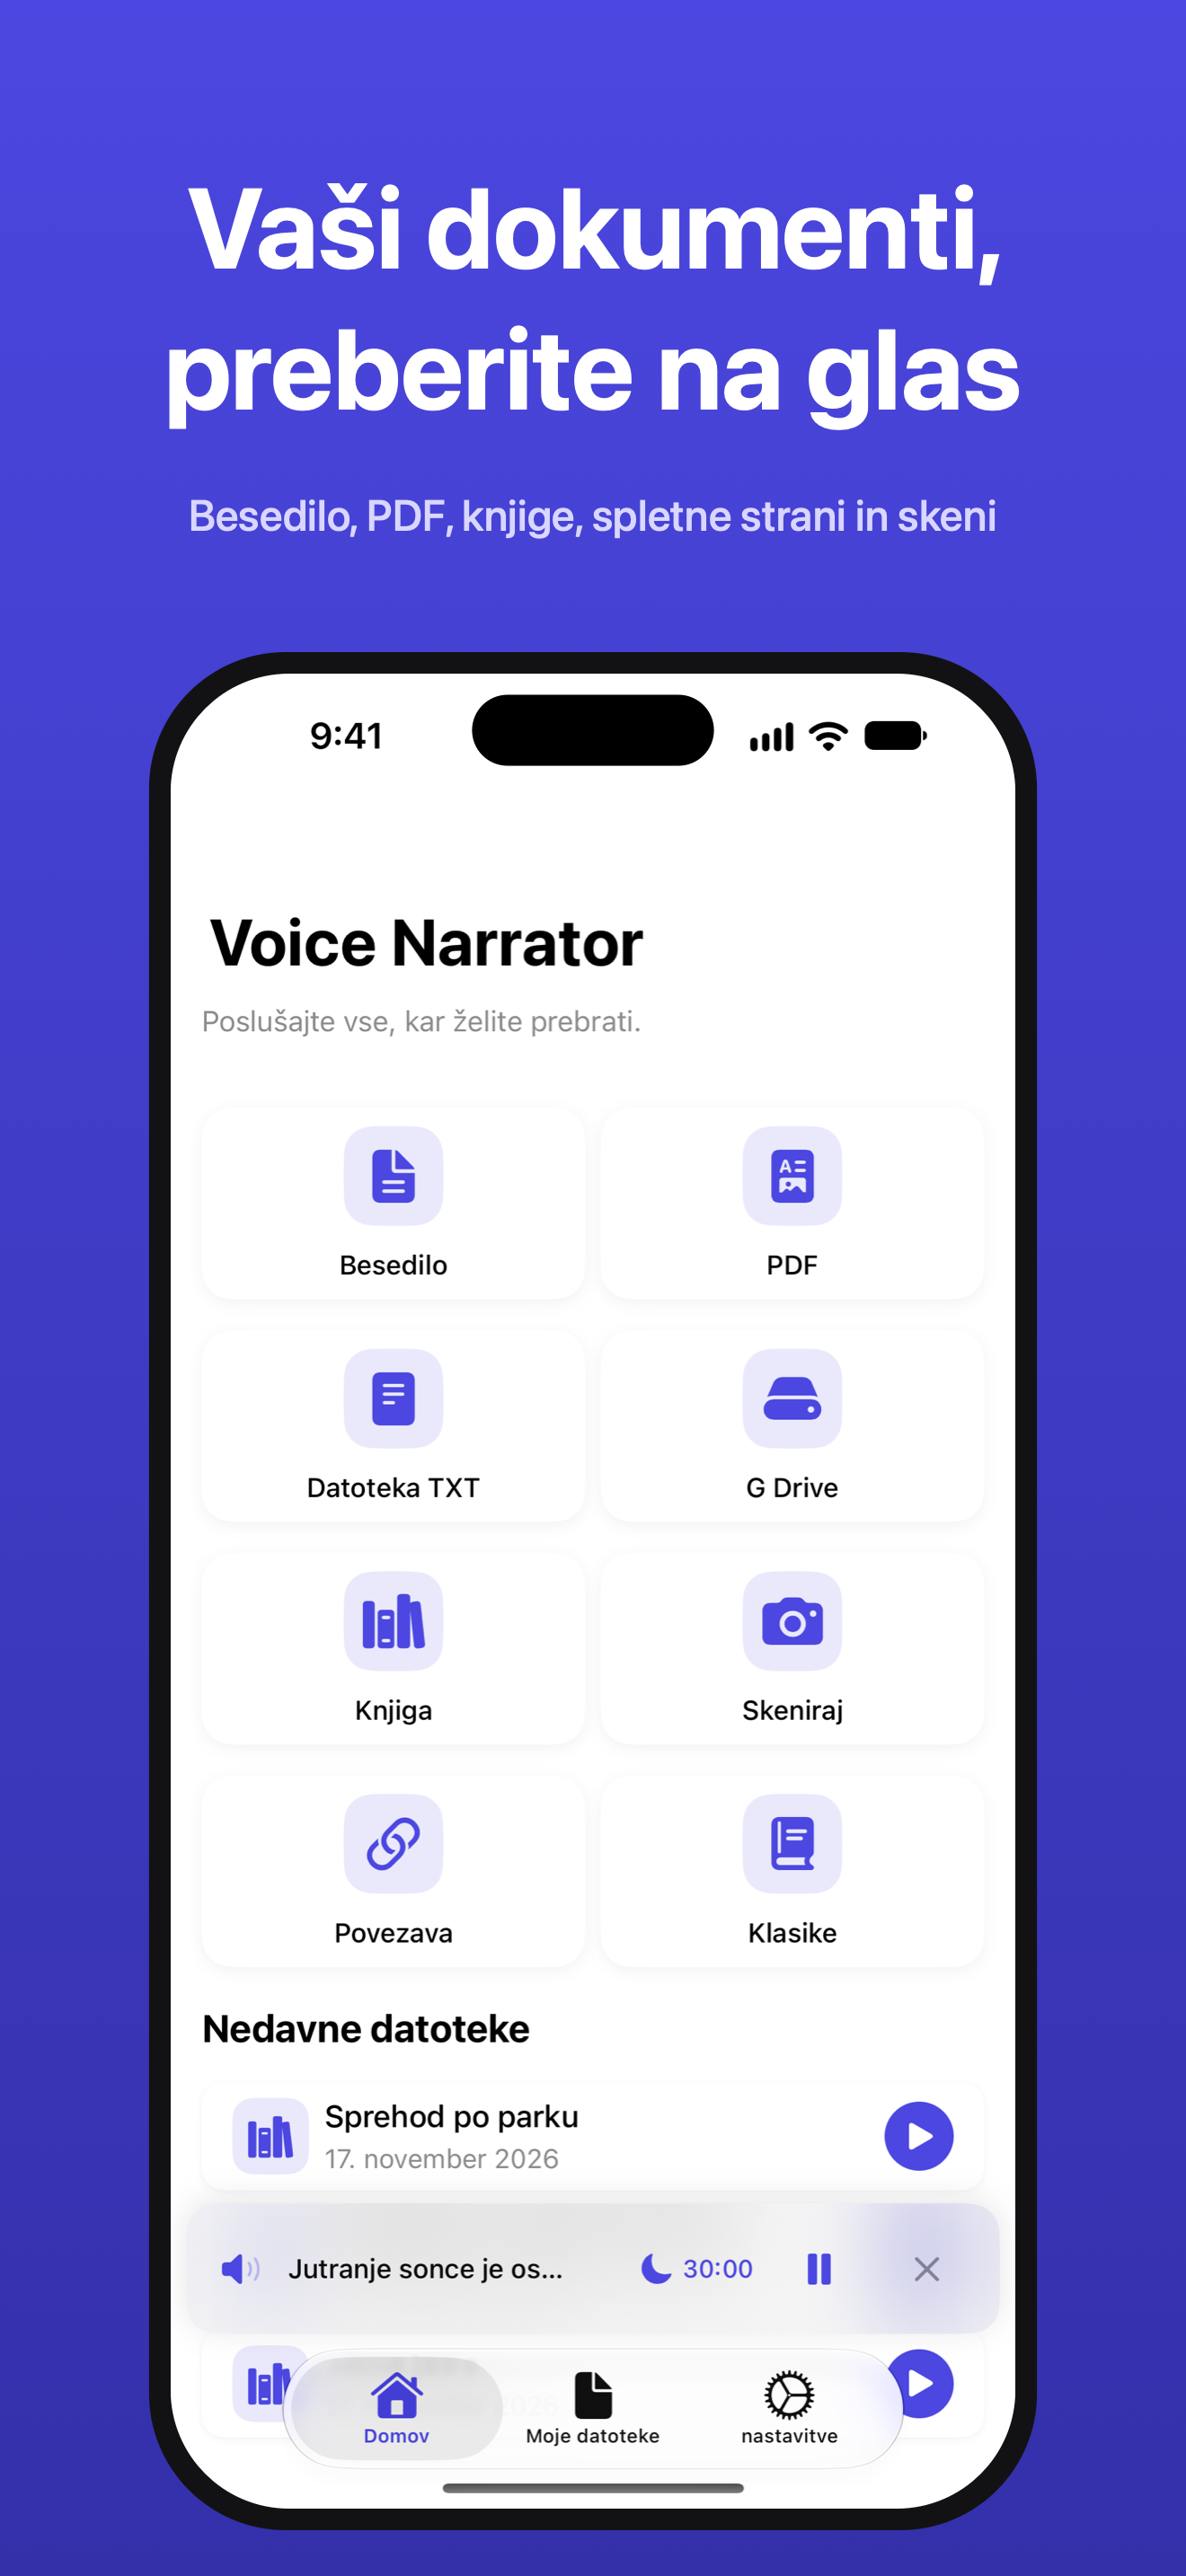 Vaši dokumenti,
preberite na glas
Besedilo, PDF, knjige, spletne strani in skeni
9:41
Voice Narrator
Poslušajte vse, kar želite prebrati.
Besedilo
PDF
Datoteka TXT
G Drive
Knjiga
Skeniraj
Povezava
Klasike
Nedavne datoteke
Sprehod po parku
17. november 2026
Jutranje sonce je os...
30:00
Domov
Moje datoteke
nastavitve